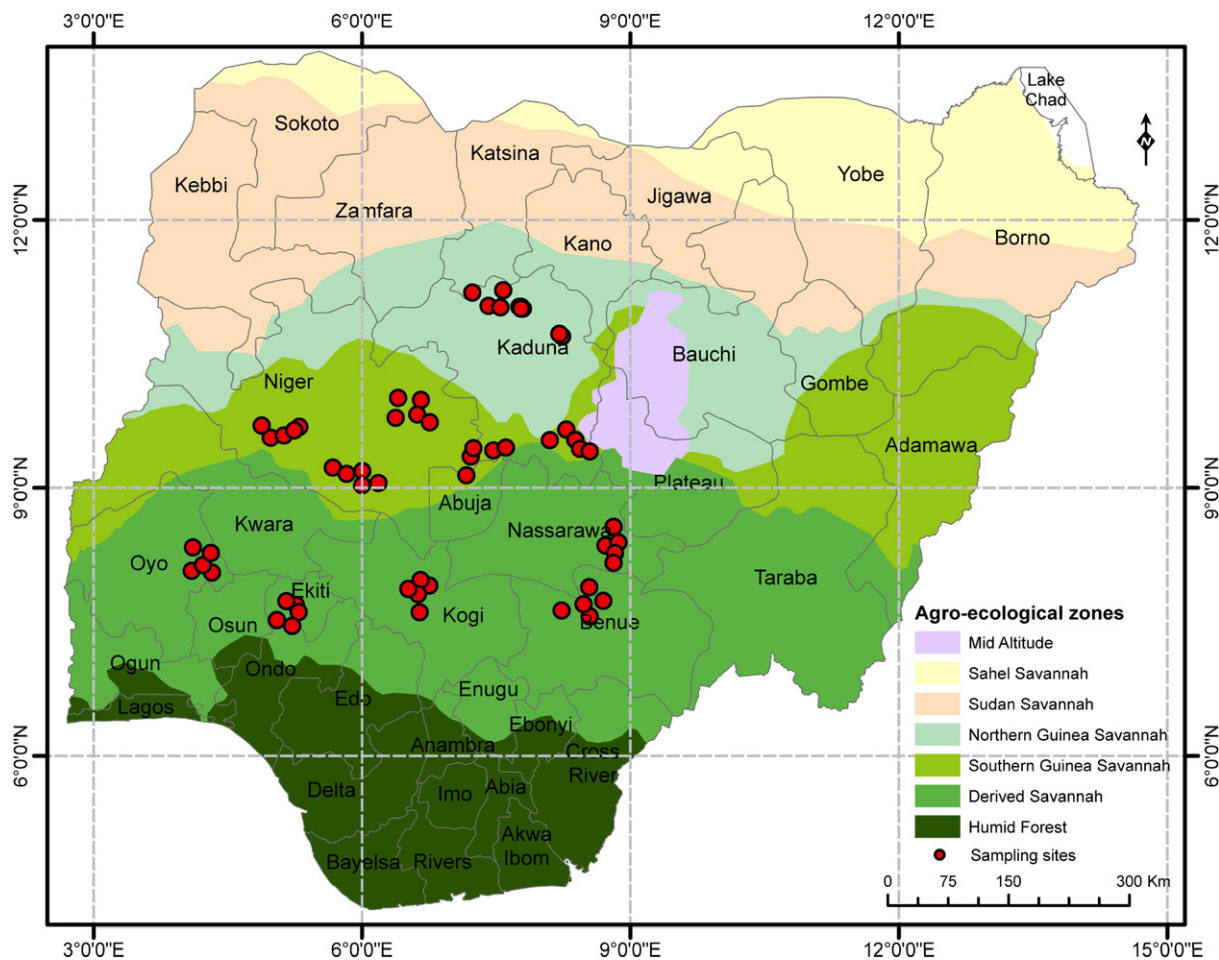 3°0'0"E
6°0'0"E
9°0'0"E
12°0'0"E
Lake
Chad
N
Sokoto
Katsina
Yobe
Kebbi
Jigawa
Zamfara
12°0'0"N
12°0'0"N
Kano
Borno
Kaduna
Bauchi
Niger
Gombe
Adamawa
9°0'0"N
Plateau
9°0'0"N
Abuja
Kwara
Nassarawa
Oyo
Taraba
Ekiti
Kogi
Benue
Osun
Agro-ecological zones
Ogun
Ondo
Mid Altitude
Sahel Savannah
Enugu
Edo
Lagos
Sudan Savannah
Ebonyi
Northern Guinea Savannah
Anambra
Cross
River
6°0'0"N
6°0'0"N
Southern Guinea Savannah
Delta
Imo
Abia
Derived Savannah
Humid Forest
Akwa
Ibom
Bayelsa
Rivers
Sampling sites
0 75 150 300 Km
3°0'0"E
6°0'0"E
9°0'0"E
12°0'0"E
15°0'0"E